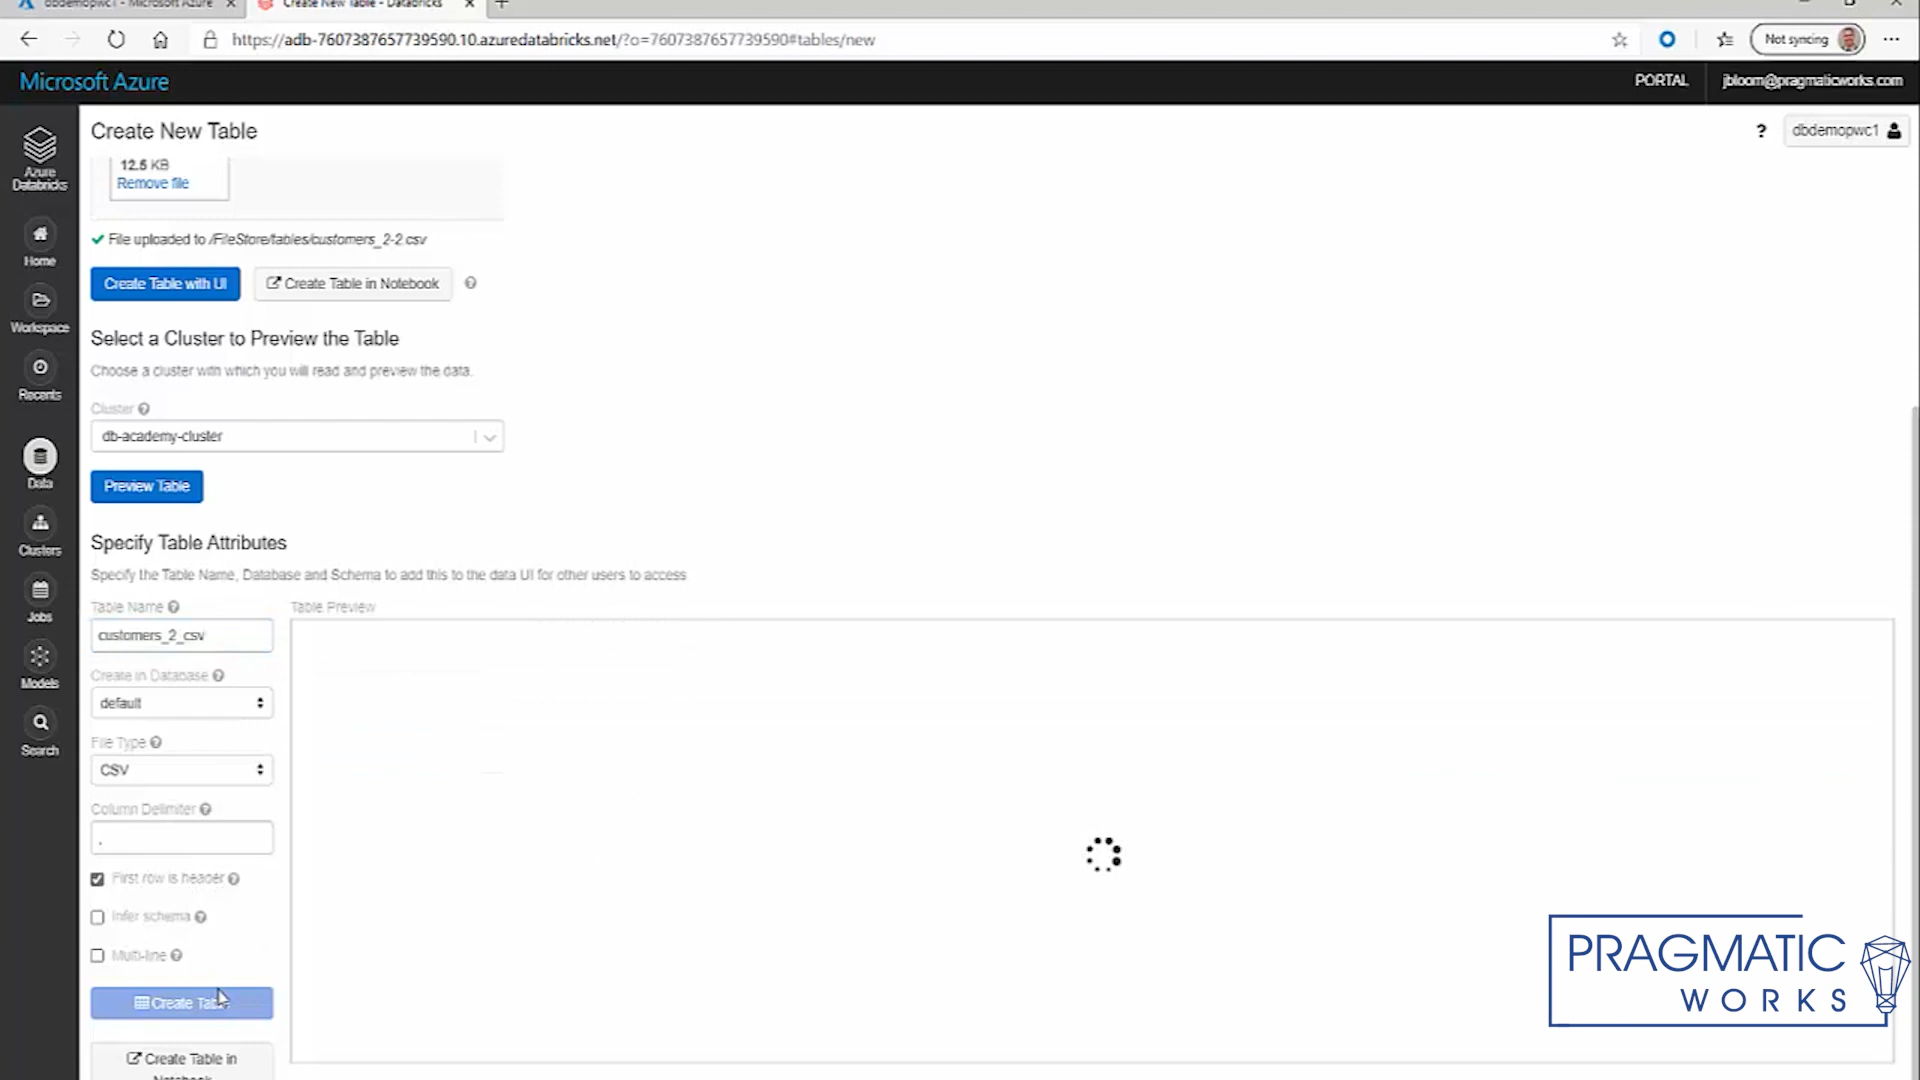 dbdemopwc1 - Microsoft Azure
Create New Table - Databricks
https://adb-7607387657739590.10.azuredatabricks.net/?o=7607387657739590#tables/new
Not syncing
Microsoft Azure
PORTAL
jbloom@pragmaticworks.com
Create New Table
?
dbdemopwc1
Azure
Databricks
Home
Workspace
Recents
Data
Clusters
Jobs
Models
Search
12.5 KB
Remove file
File uploaded to /FileStore/tables/customers_2-2.csv
Create Table with UI
Create Table in Notebook
Select a Cluster to Preview the Table
Choose a cluster with which you will read and preview the data.
Cluster
db-academy-cluster
Preview Table
Specify Table Attributes
Specify the Table Name, Database and Schema to add this to the data UI for other users to access
Table Name
Table Preview
customers_2_csv
Create in Database
default
File Type
CSV
Column Delimiter
,
First row is header
Infer schema
Multi-line
Create Table
Create Table in
Notebook
PRAGMATIC
WORKS